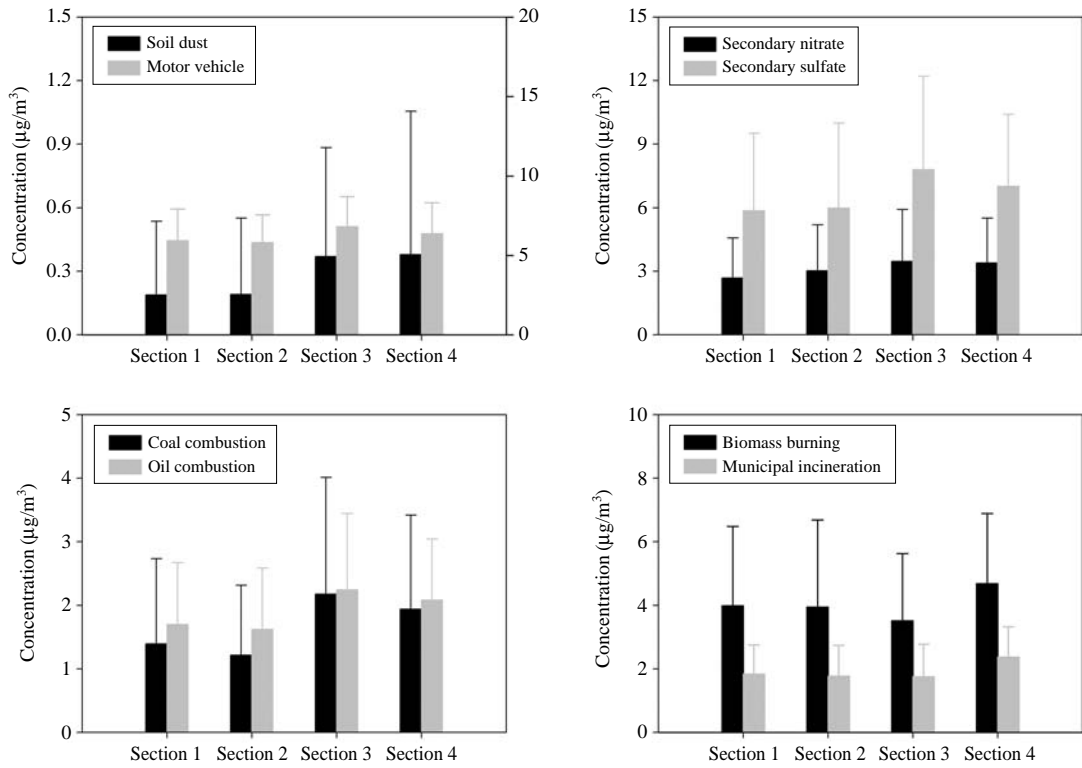 Concentration (µg/m³)
1.5
1.2
0.9
0.6
0.3
0.0
20
15
10
5
0
Soil dust
Motor vehicle
Section 1 Section 2 Section 3 Section 4
Concentration (µg/m³)
15
12
9
6
3
0
Secondary nitrate
Secondary sulfate
Section 1 Section 2 Section 3 Section 4
Concentration (µg/m³)
5
4
3
2
1
0
Coal combustion
Oil combustion
Section 1 Section 2 Section 3 Section 4
Concentration (µg/m³)
10
8
6
4
2
0
Biomass burning
Municipal incineration
Section 1 Section 2 Section 3 Section 4